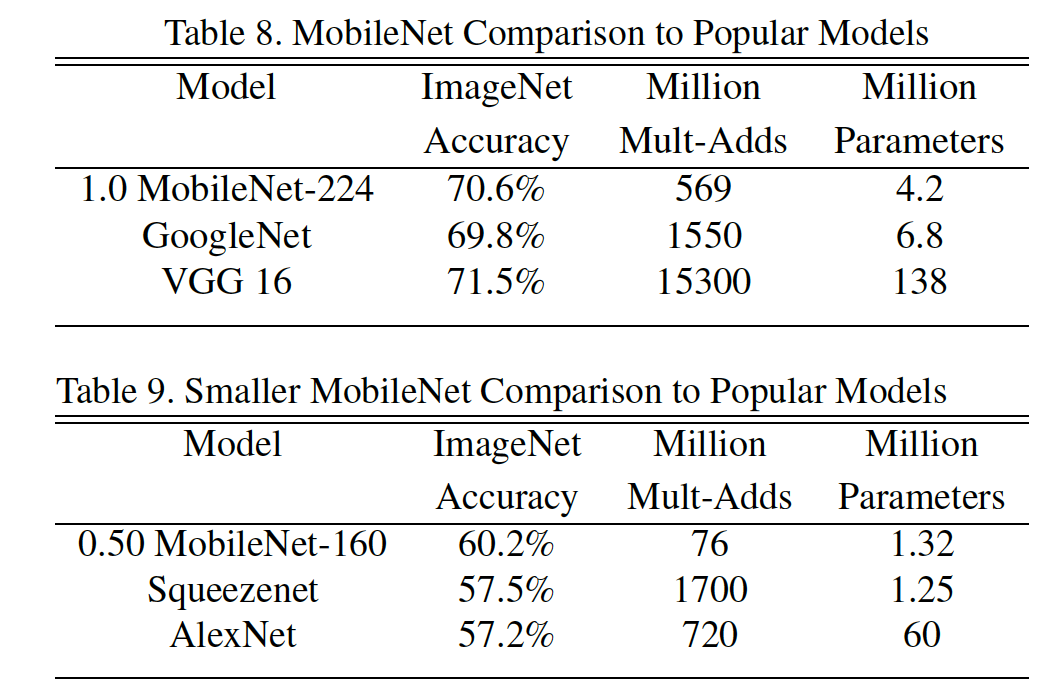 Table 8. MobileNet Comparison to Popular Models
Model ImageNet Million Million
Accuracy Mult-Adds Parameters
1.0 MobileNet-224 70.6% 569 4.2
GoogleNet 69.8% 1550 6.8
VGG 16 71.5% 15300 138
Table 9. Smaller MobileNet Comparison to Popular Models
Model ImageNet Million Million
Accuracy Mult-Adds Parameters
0.50 MobileNet-160 60.2% 76 1.32
Squeezenet 57.5% 1700 1.25
AlexNet 57.2% 720 60